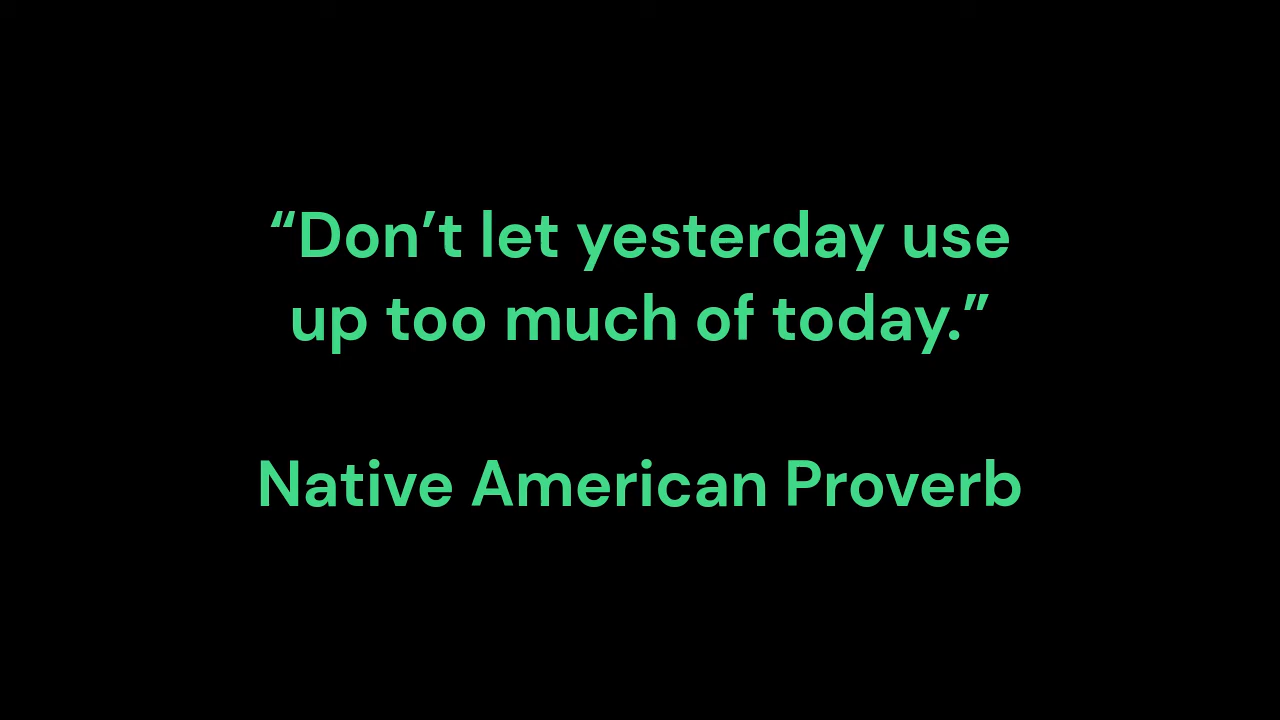 “Don’t let yesterday use
up too much of today.”
Native American Proverb